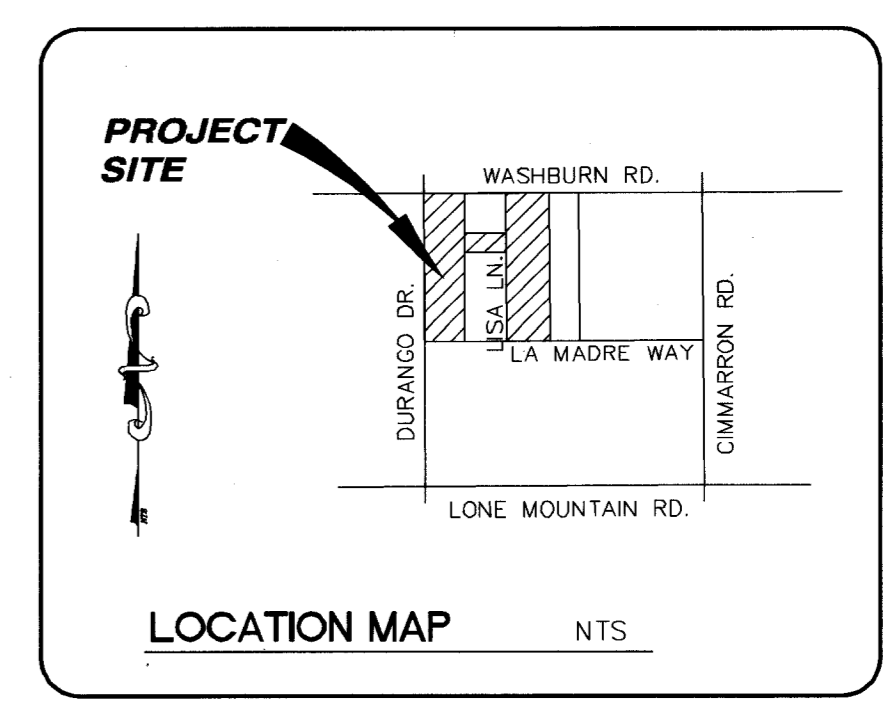 PROJECT
SITE
WASHBURN RD.
DURANGO DR.
LISA LN.
LA MADRE WAY
CIMMARRON RD.
LONE MOUNTAIN RD.
LOCATION MAP NTS